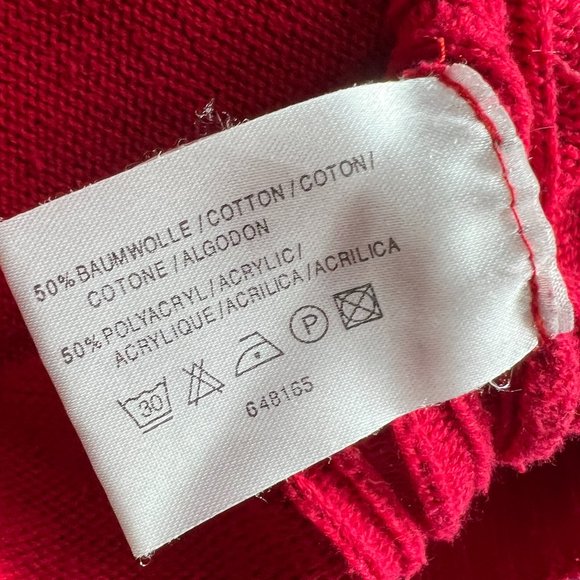 50% BAUMWOLLE / COTTON / COTON /
COTONE / ALGODON
50% POLYACRYL / ACRYLIC /
ACRYLIQUE / ACRILICA / ACRILICA
30 P
648165